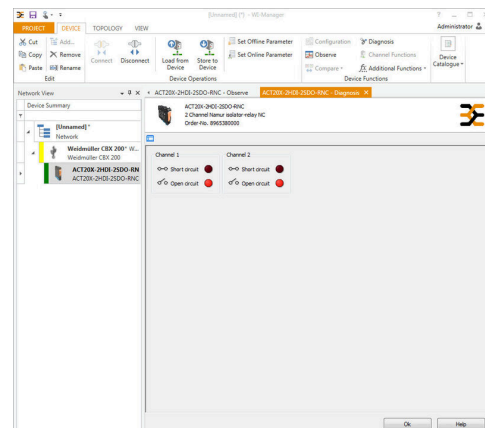 [Unnamed] (*) - WI-Manager
PROJECT DEVICE TOPOLOGY VIEW Administrator
Cut Add... Connect Disconnect Load from Device Store to Device Set Offline Parameter Configuration Diagnosis Device Catalogue
Copy Remove Set Online Parameter Observe Channel Functions
Paste Rename Compare Additional Functions
Edit Device Operations Device Functions
Network View ACT20X-2HDI-2SDO-RNC - Observe ACT20X-2HDI-2SDO-RNC - Diagnosis
Device Summary
ACT20X-2HDI-2SDO-RNC
2 Channel Namur isolator-relay NC
Order-No. 8965380000
[Unnamed]*
Network
Weidmüller CBX 200* W...
Weidmüller CBX 200
ACT20X-2HDI-2SDO-RN
ACT20X-2HDI-2SDO-RNC
Channel 1 Channel 2
Short circuit Short circuit
Open circuit Open circuit
Ok Help